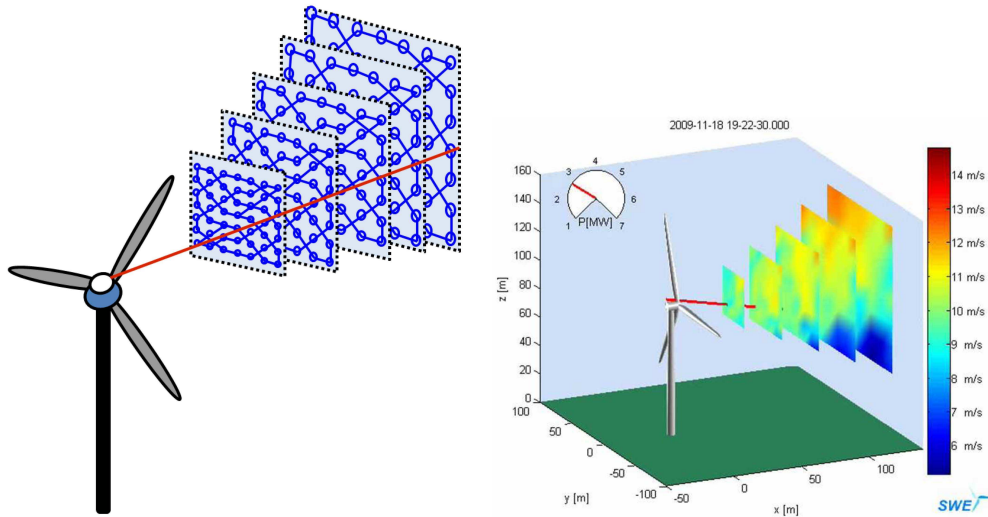 2009-11-18 19-22-30.000
160
140
120
100
80
60
40
20
0
z [m]
1
2
3
4
5
6
7
P[MW]
100
50
0
-50
-100
y [m]
-50
0
50
100
x [m]
14 m/s
13 m/s
12 m/s
11 m/s
10 m/s
9 m/s
8 m/s
7 m/s
6 m/s
SWE